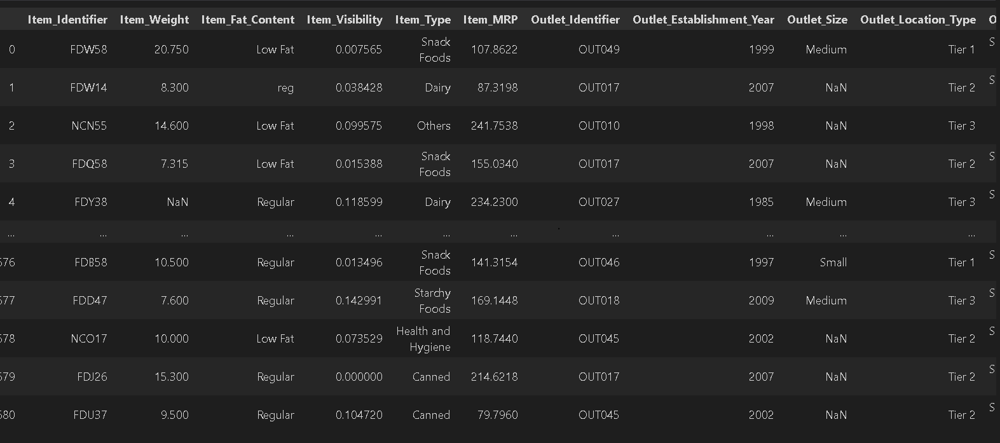 Item_Identifier Item_Weight Item_Fat_Content Item_Visibility Item_Type Item_MRP Outlet_Identifier Outlet_Establishment_Year Outlet_Size Outlet_Location_Type O
0 FDW58 20.750 Low Fat 0.007565 Snack Foods 107.8622 OUT049 1999 Medium Tier 1 S
1 FDW14 8.300 reg 0.038428 Dairy 87.3198 OUT017 2007 NaN Tier 2 S
2 NCN55 14.600 Low Fat 0.099575 Others 241.7538 OUT010 1998 NaN Tier 3
3 FDQ58 7.315 Low Fat 0.015388 Snack Foods 155.0340 OUT017 2007 NaN Tier 2 S
4 FDY38 NaN Regular 0.118599 Dairy 234.2300 OUT027 1985 Medium Tier 3 S
... ... ... ... ... ... ... ... ... ... ...
576 FDB58 10.500 Regular 0.013496 Snack Foods 141.3154 OUT046 1997 Small Tier 1 S
577 FDD47 7.600 Regular 0.142991 Starchy Foods 169.1448 OUT018 2009 Medium Tier 3 S
578 NCO17 10.000 Low Fat 0.073529 Health and Hygiene 118.7440 OUT045 2002 NaN Tier 2 S
579 FDJ26 15.300 Regular 0.000000 Canned 214.6218 OUT017 2007 NaN Tier 2 S
580 FDU37 9.500 Regular 0.104720 Canned 79.7960 OUT045 2002 NaN Tier 2 S